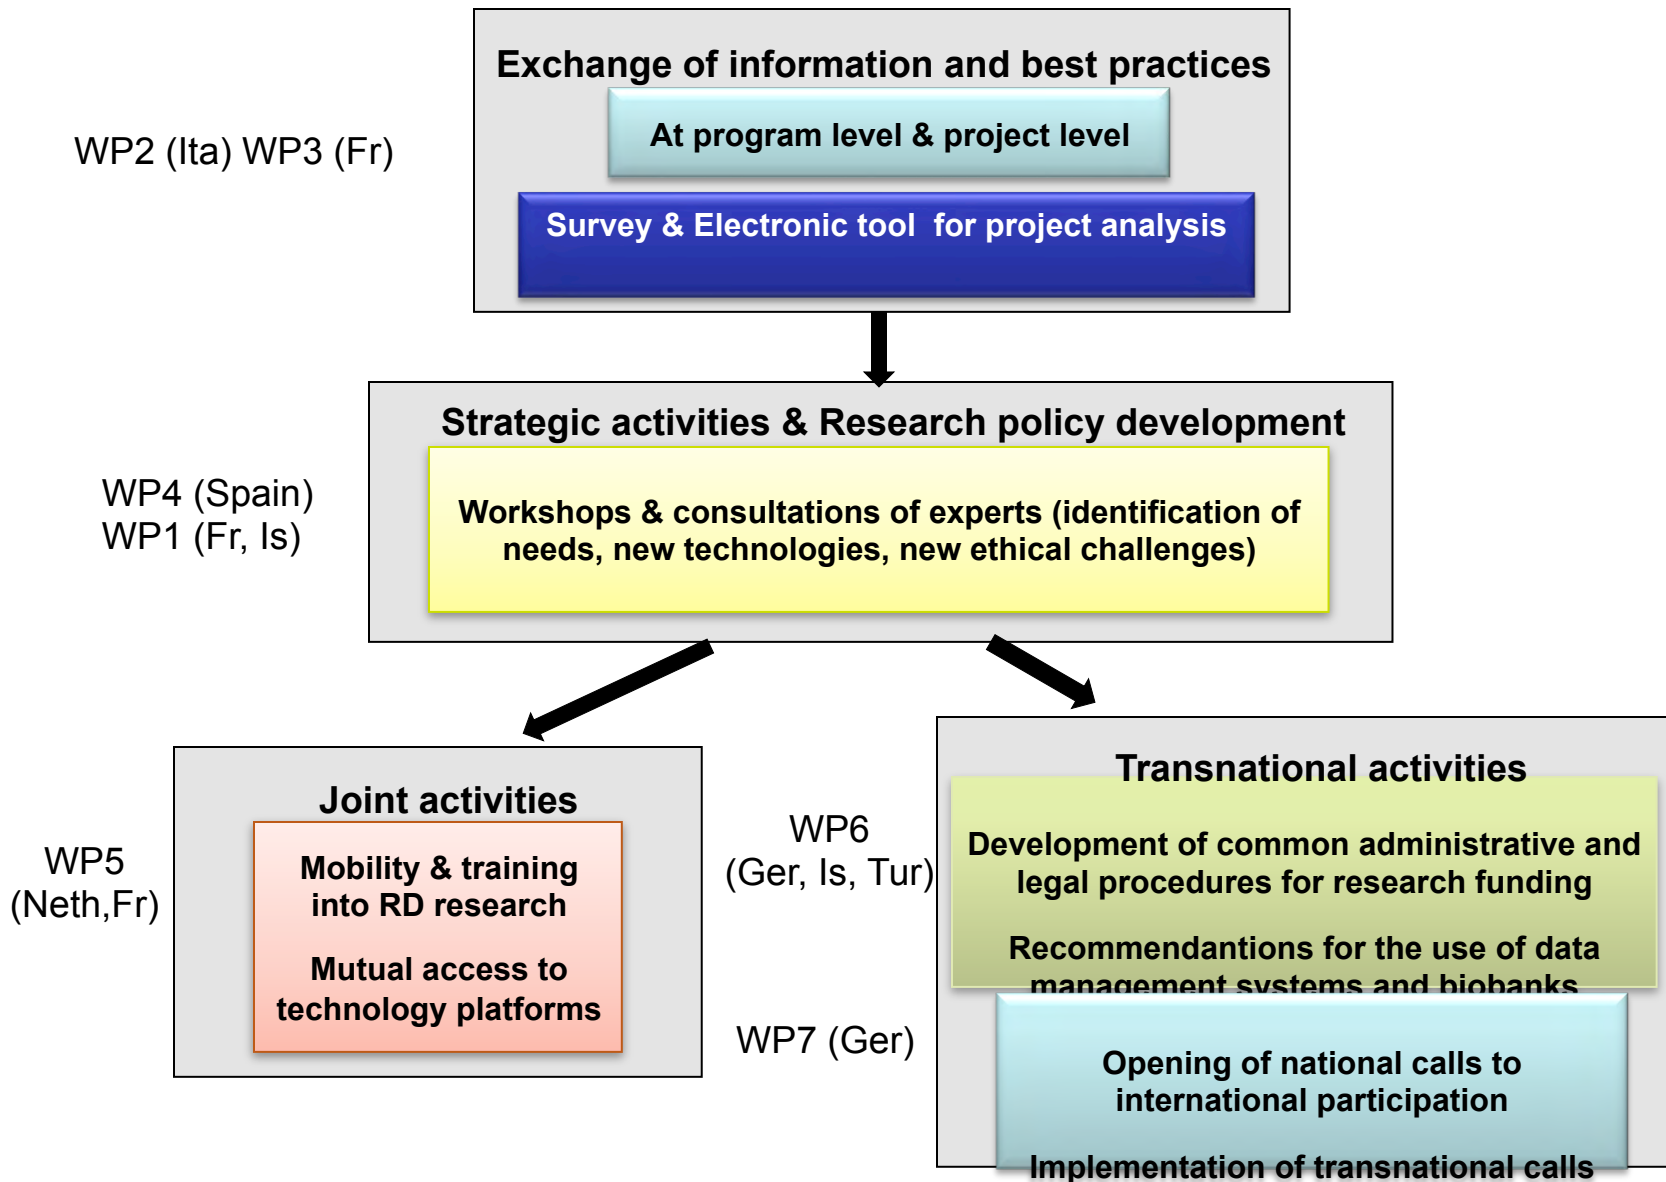 Exchange of information and best practices
At program level & project level
WP2 (Ita) WP3 (Fr)
Survey & Electronic tool for project analysis
Strategic activities & Research policy development
WP4 (Spain)
WP1 (Fr, Is)
Workshops & consultations of experts (identification of
needs, new technologies, new ethical challenges)
Joint activities
WP5
(Neth,Fr)
Mobility & training
into RD research
Mutual access to
technology platforms
Transnational activities
WP6
(Ger, Is, Tur)
Development of common administrative and
legal procedures for research funding
Recommendantions for the use of data
management systems and biobanks
WP7 (Ger)
Opening of national calls to
international participation
Implementation of transnational calls